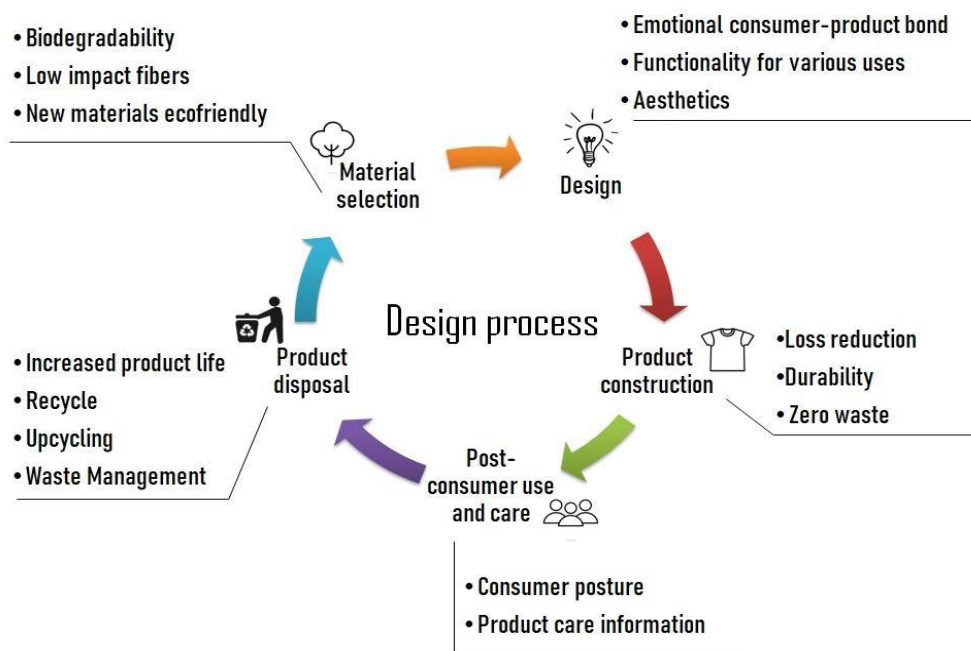 • Biodegradability
• Low impact fibers
• New materials ecofriendly
Material
selection
• Emotional consumer-product bond
• Functionality for various uses
• Aesthetics
Design
Design process
Product
construction
•Loss reduction
•Durability
• Zero waste
Post-
consumer use
and care
• Consumer posture
• Product care information
Product
disposal
• Increased product life
• Recycle
• Upcycling
• Waste Management